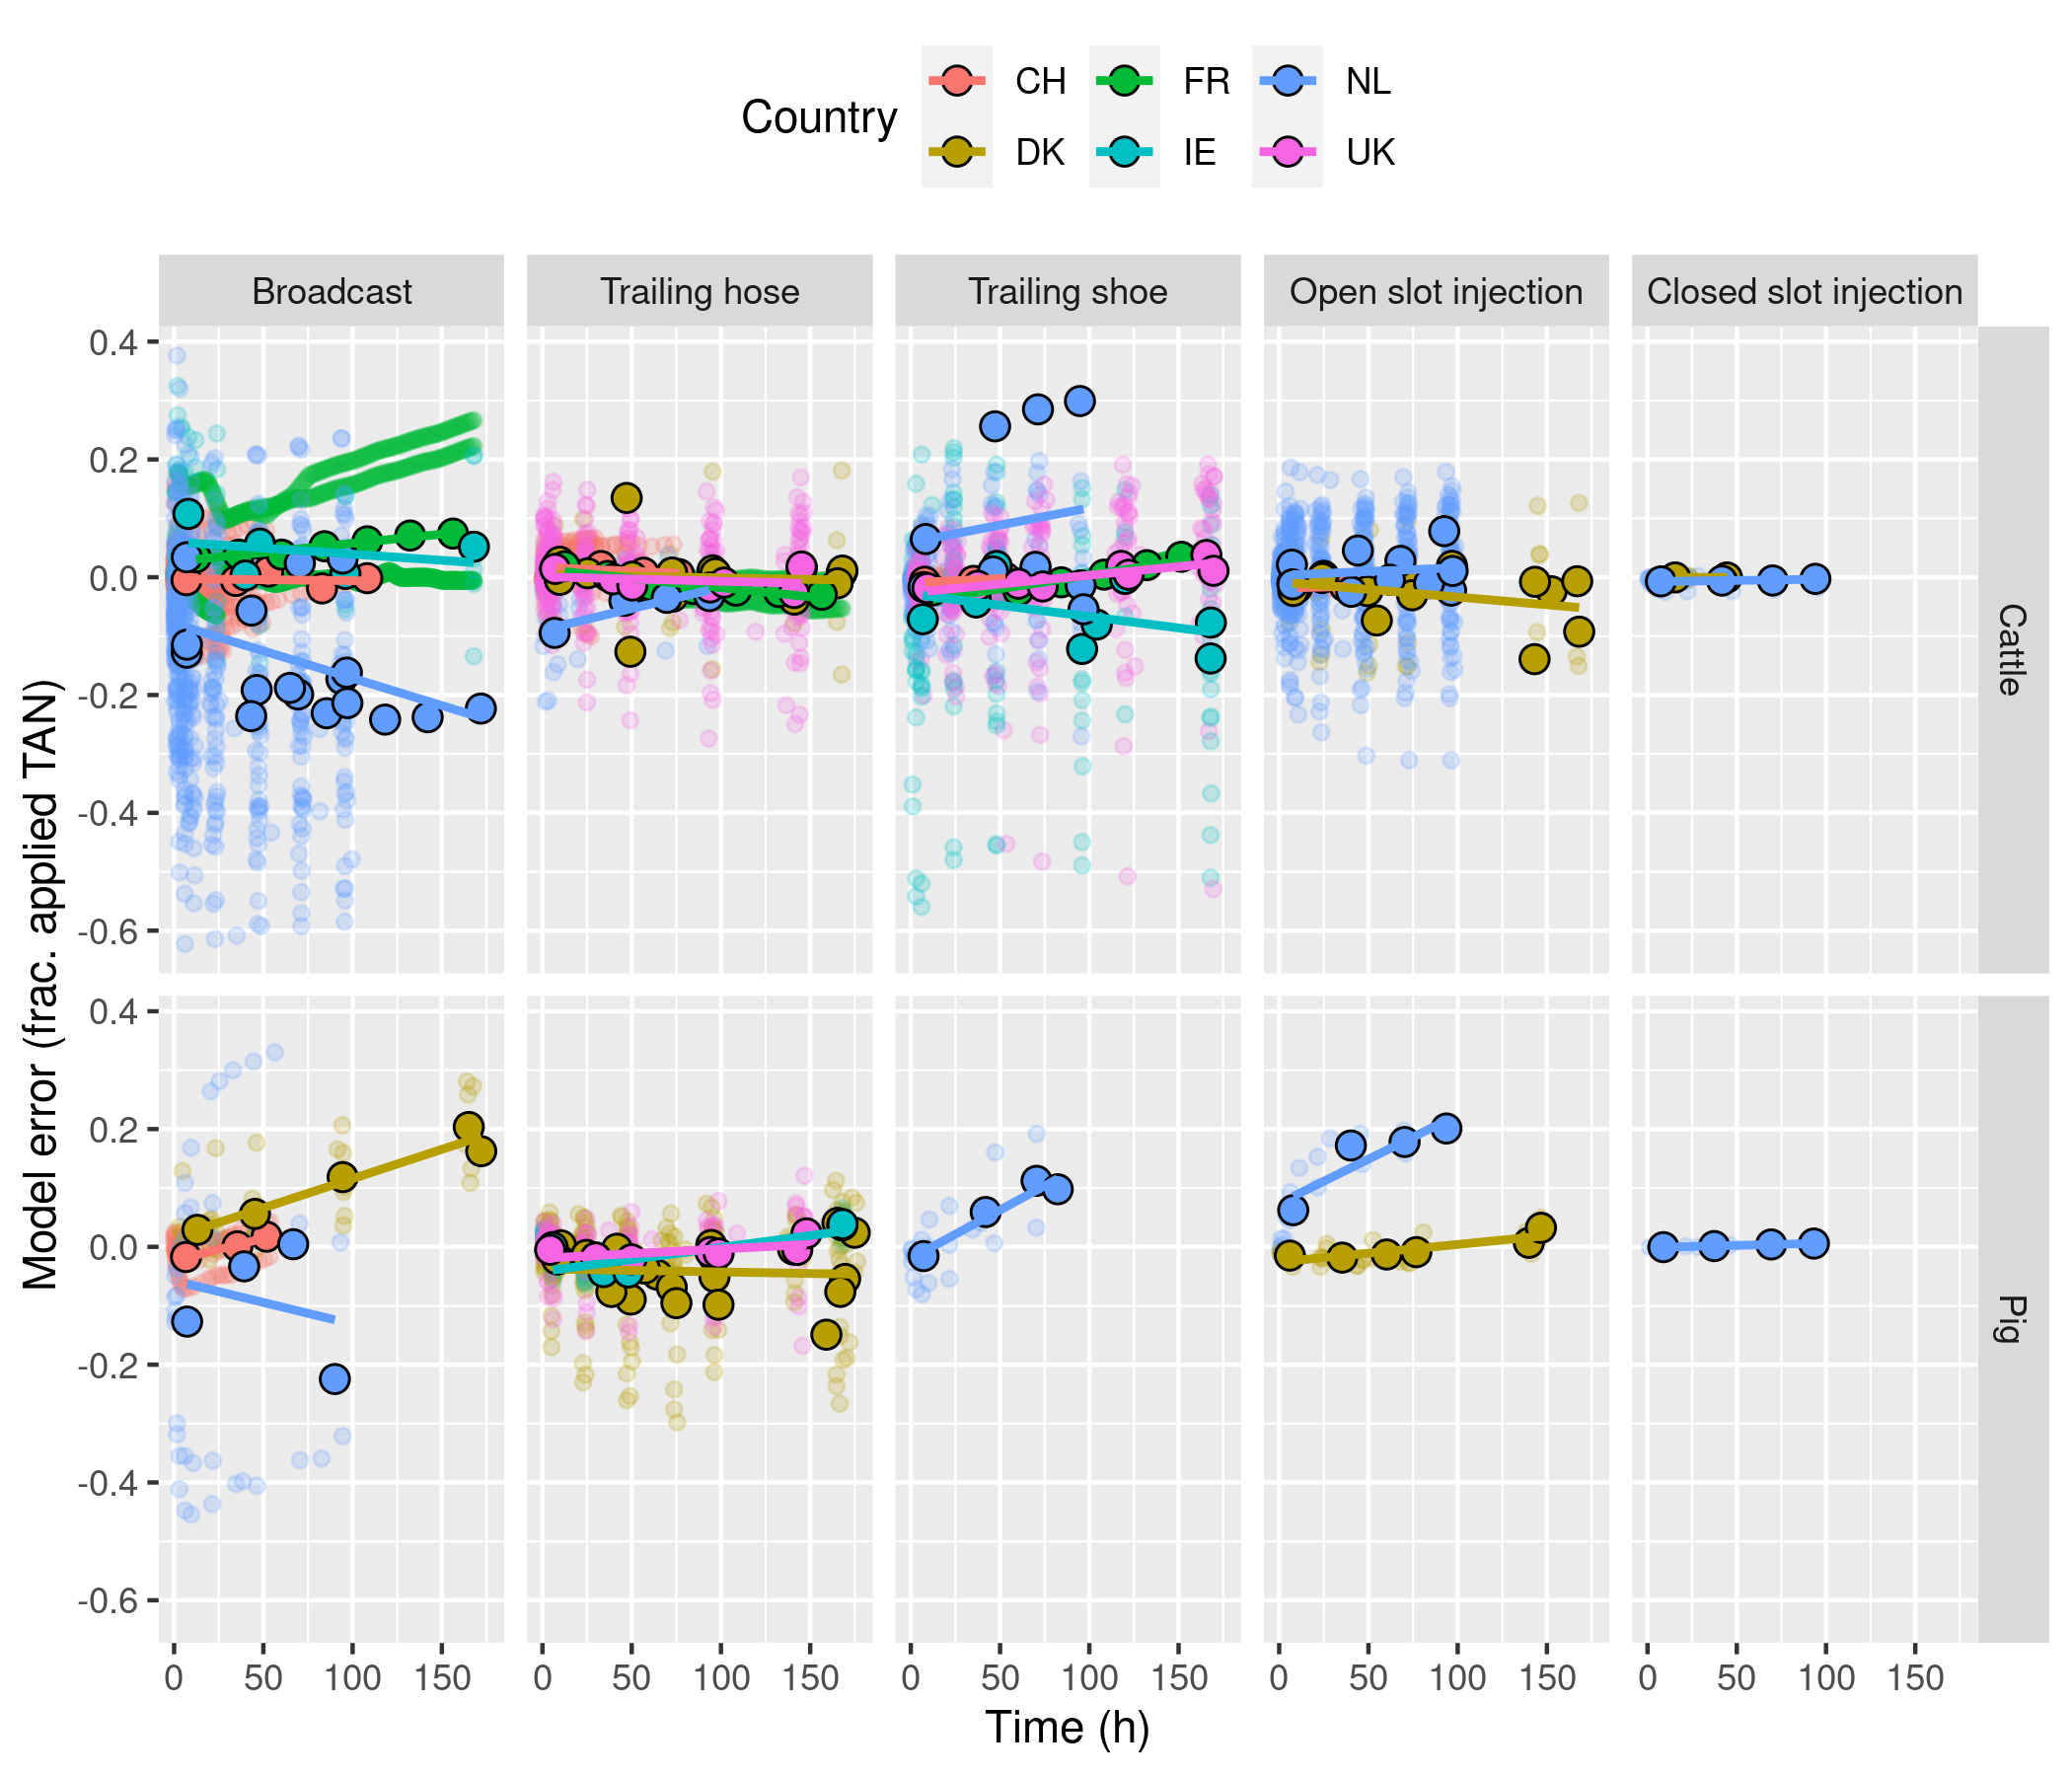 Country
CH FR NL
DK IE UK
Broadcast Trailing hose Trailing shoe Open slot injection Closed slot injection
Model error (frac. applied TAN)
0.4
0.2
0.0
-0.2
-0.4
-0.6
Cattle
0.4
0.2
0.0
-0.2
-0.4
-0.6
Pig
0 50 100 150 0 50 100 150 0 50 100 150 0 50 100 150 0 50 100 150
Time (h)